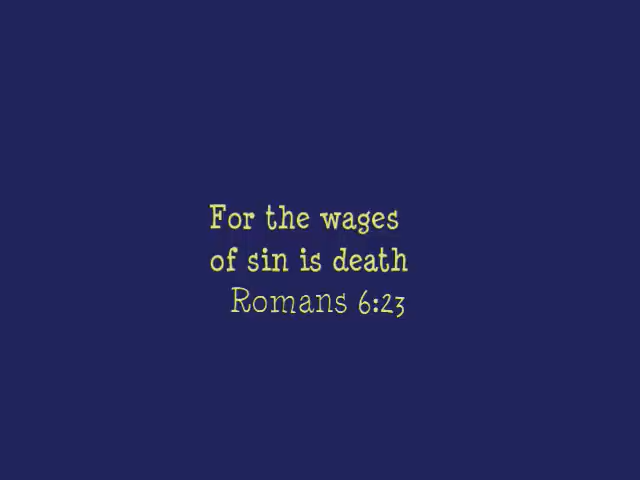 For the wages
of sin is death
Romans 6:23